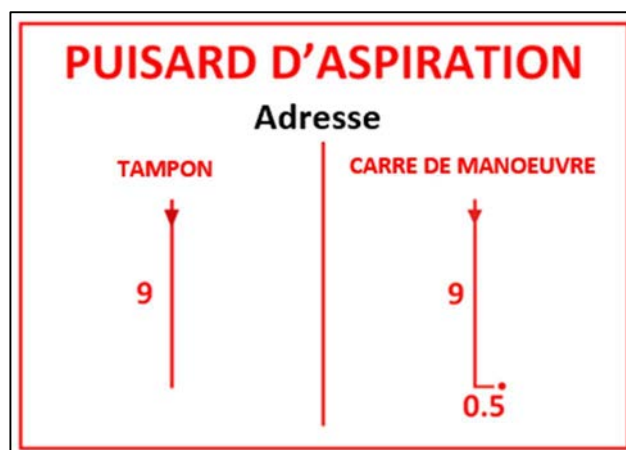 PUISARD D’ASPIRATION
Adresse
TAMPON
9
CARRE DE MANOEUVRE
9
0.5